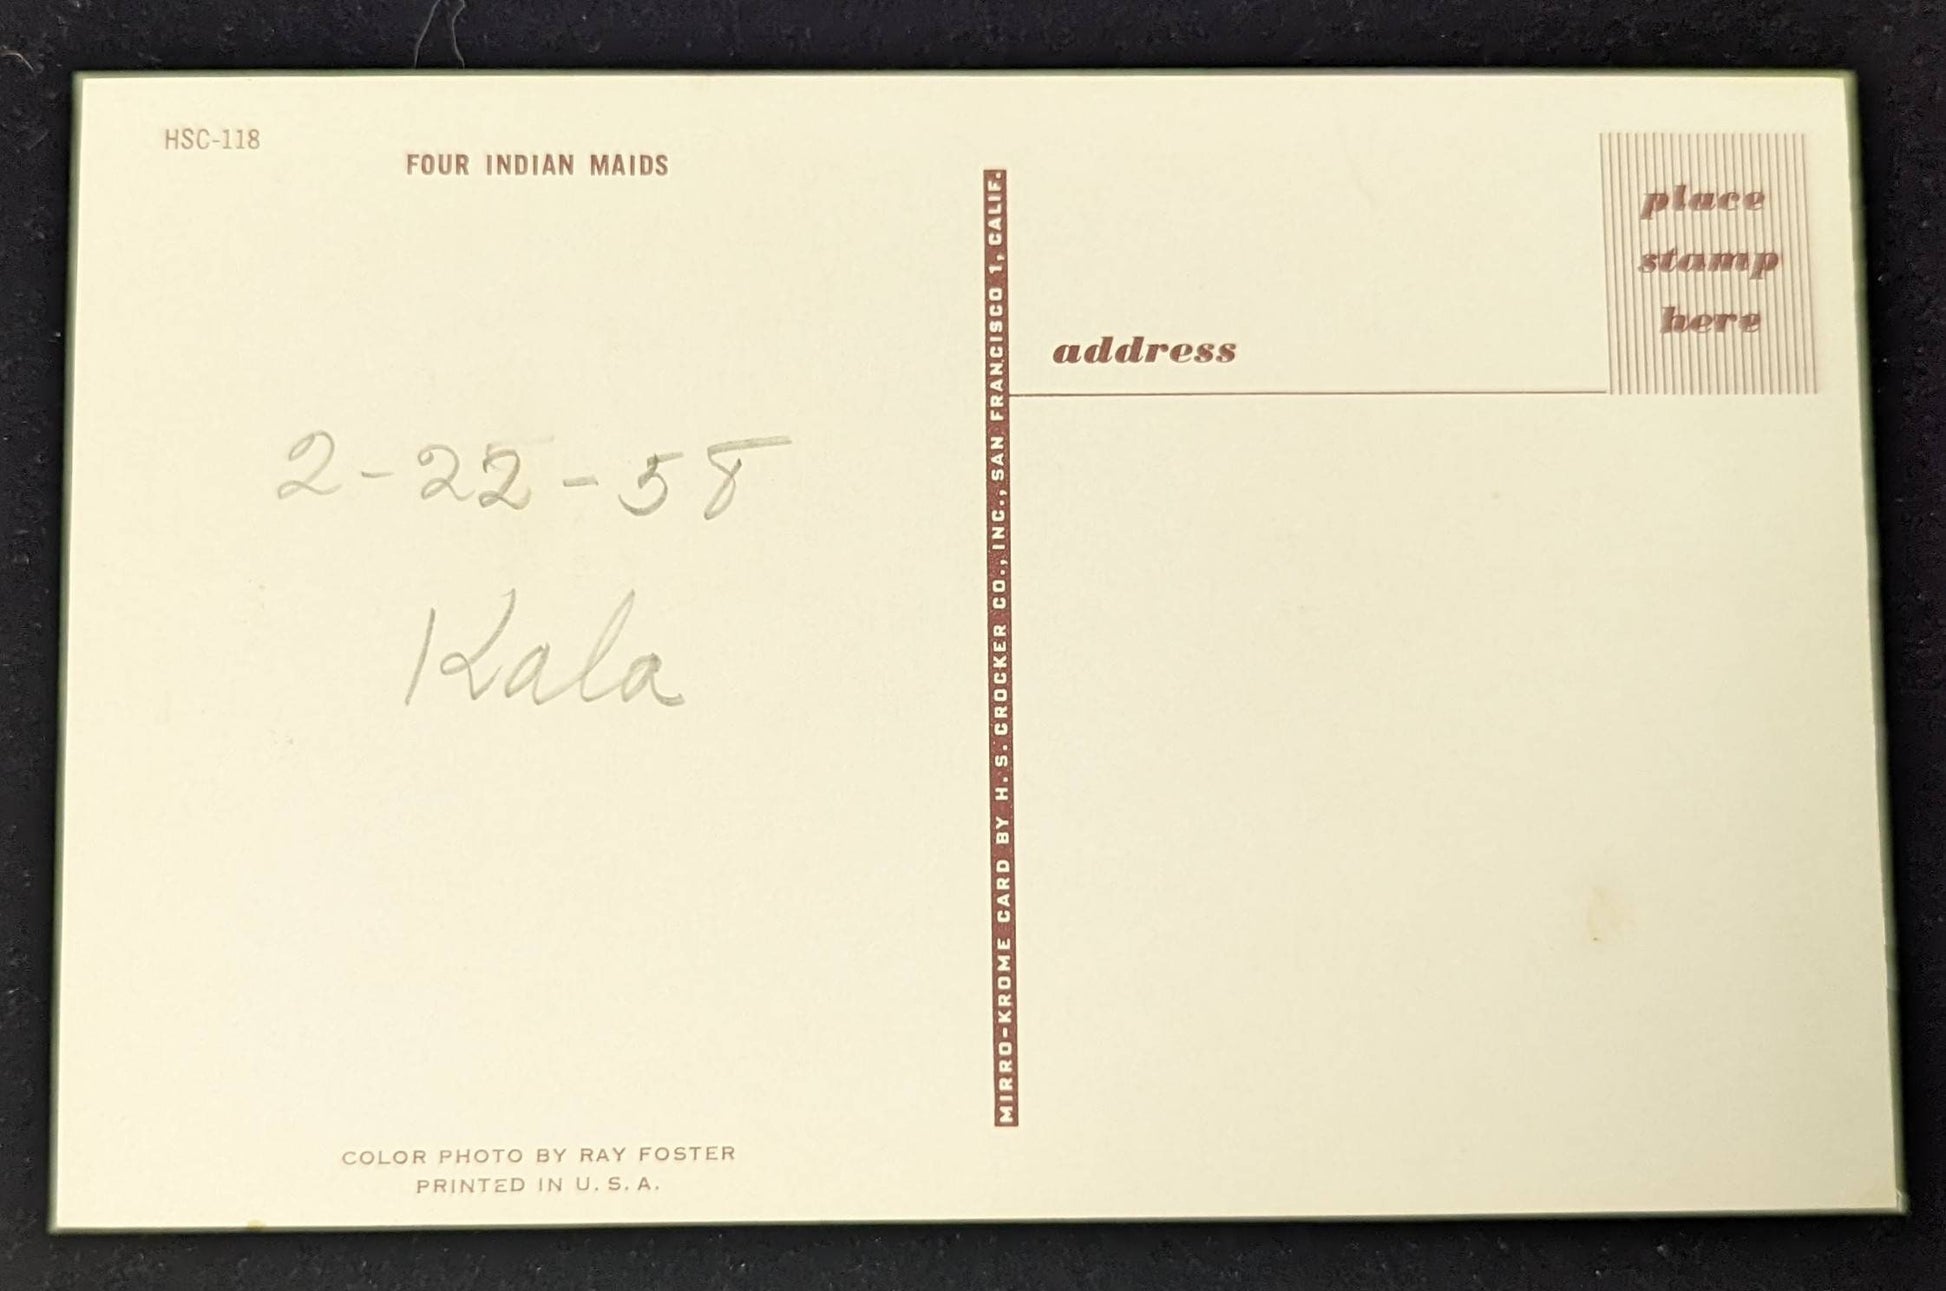 HSC-118
FOUR INDIAN MAIDS
2-22-58
Kala
COLOR PHOTO BY RAY FOSTER
PRINTED IN U. S. A.
MIRRO-KROME CARD BY H. S. CROCKER CO., INC., SAN FRANCISCO 1, CALIF.
place
stamp
here
address